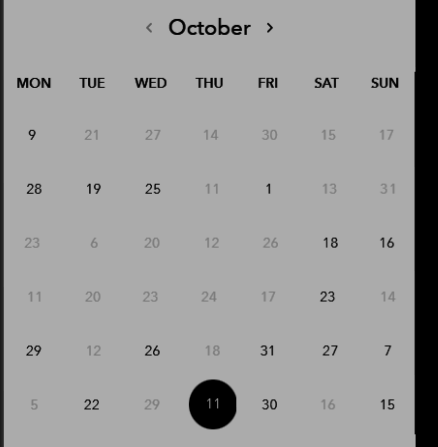 ‹ October ›
MON TUE WED THU FRI SAT SUN
9 21 27 14 30 15 17
28 19 25 11 1 13 31
23 6 20 12 26 18 16
11 20 23 24 17 23 14
29 12 26 18 31 27 7
5 22 29 11 30 16 15